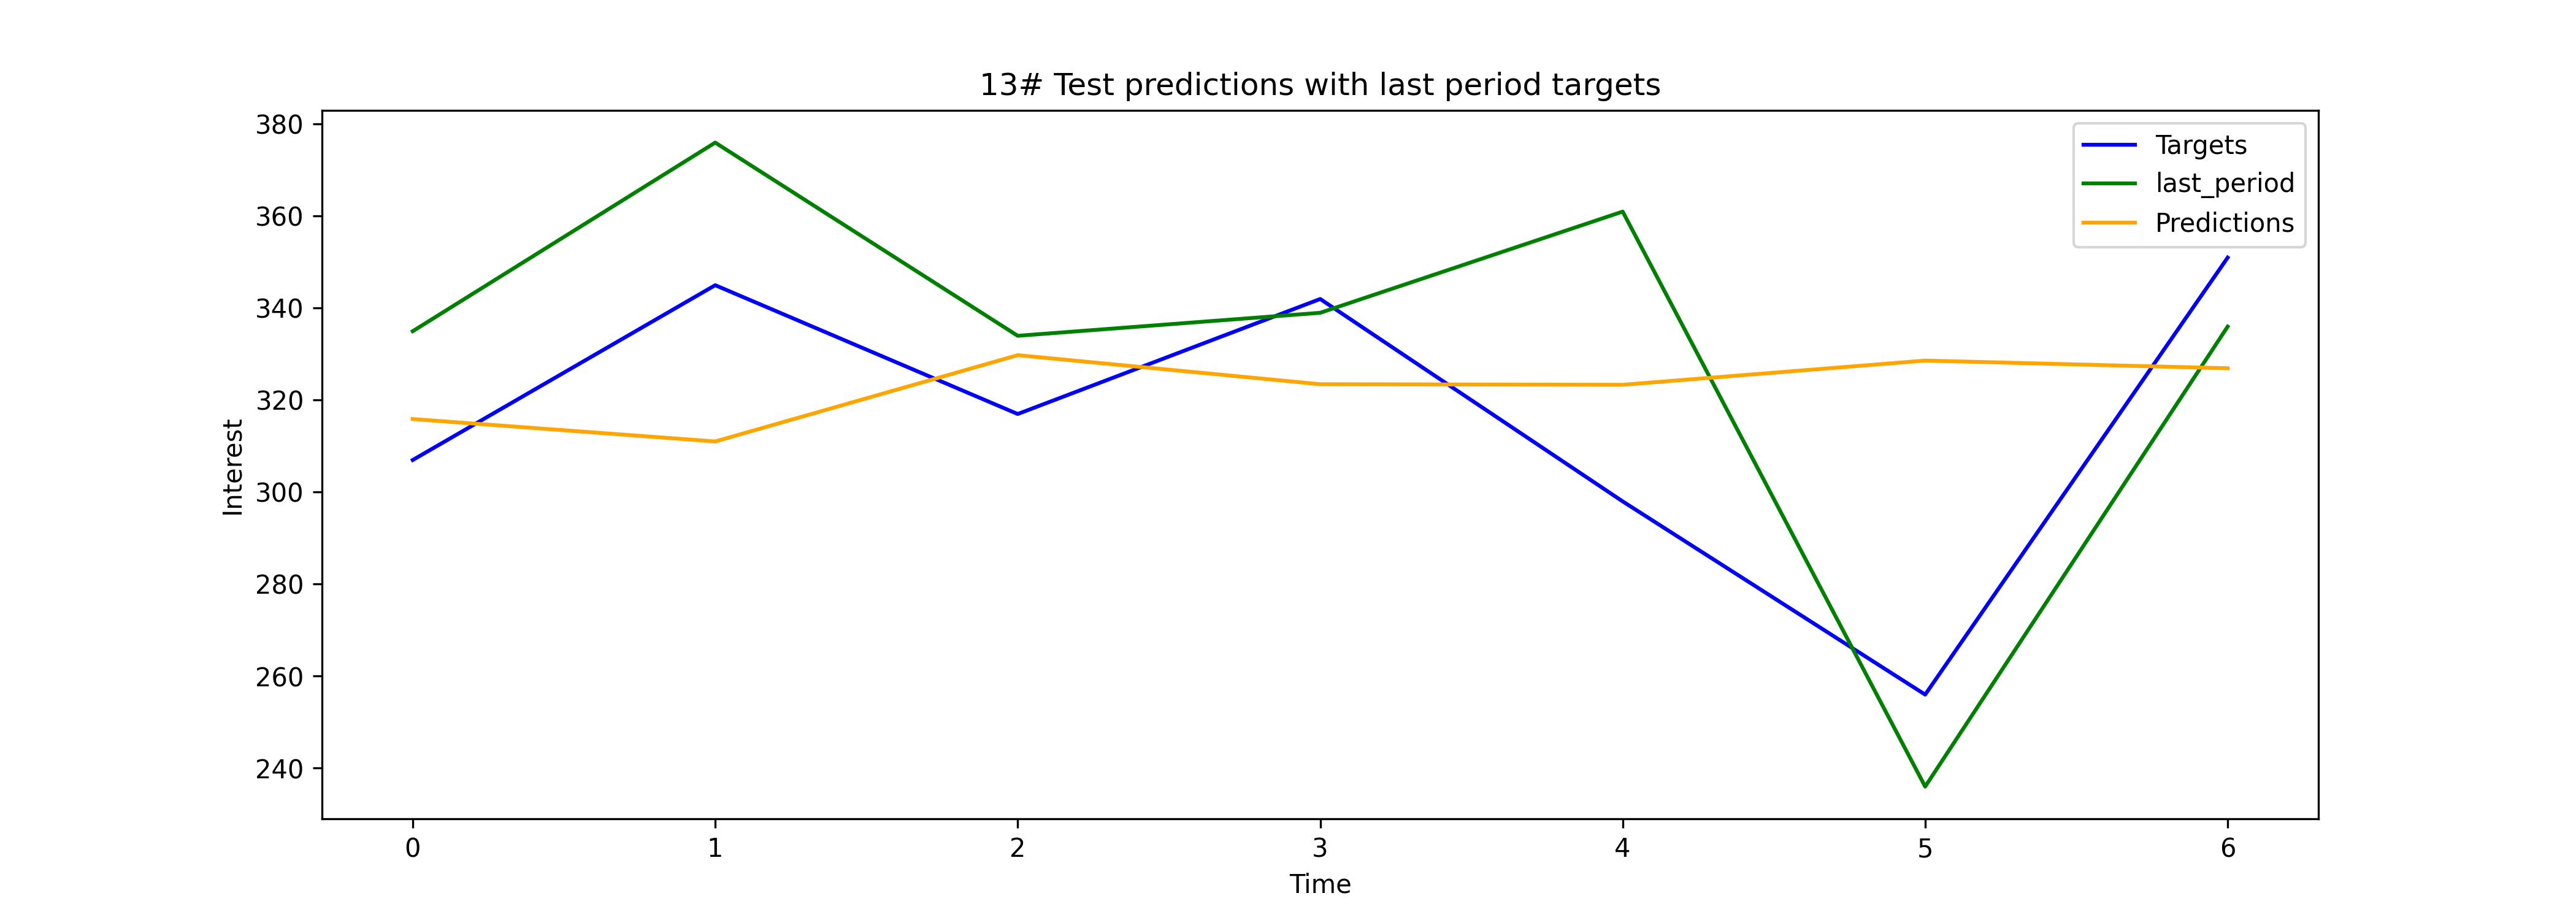 13# Test predictions with last period targets
Targets
last_period
Predictions
380
360
340
320
300
280
260
240
Interest
0 1 2 3 4 5 6
Time